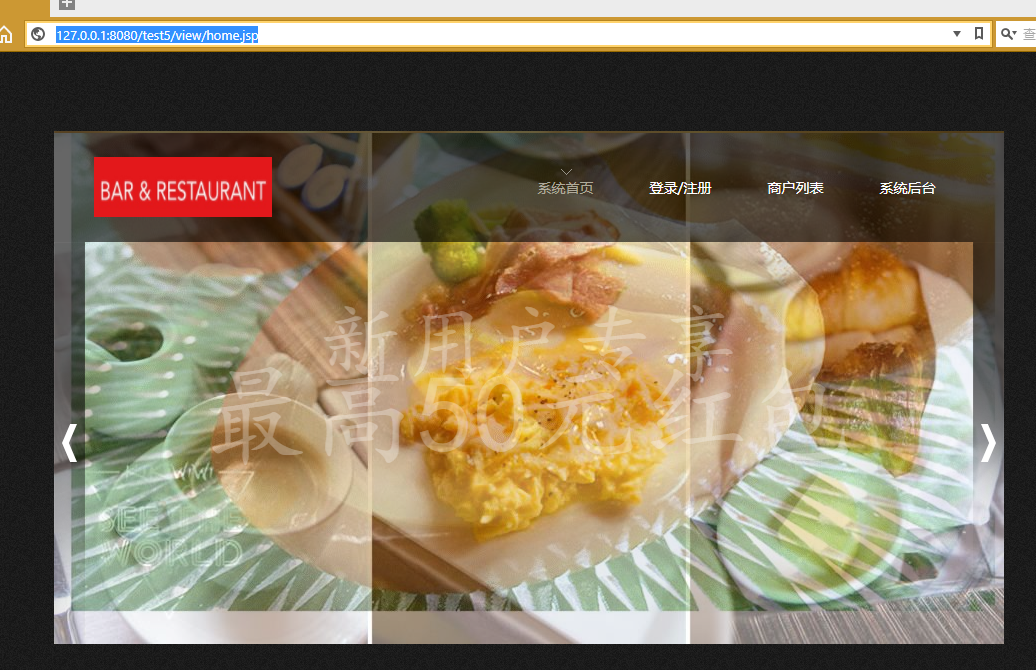 127.0.0.1:8080/test5/view/home.jsp
查
BAR & RESTAURANT
系统首页 登录/注册 商户列表 系统后台
新用户专享
最高50元红包
WIWI
SEE THE
WORLD